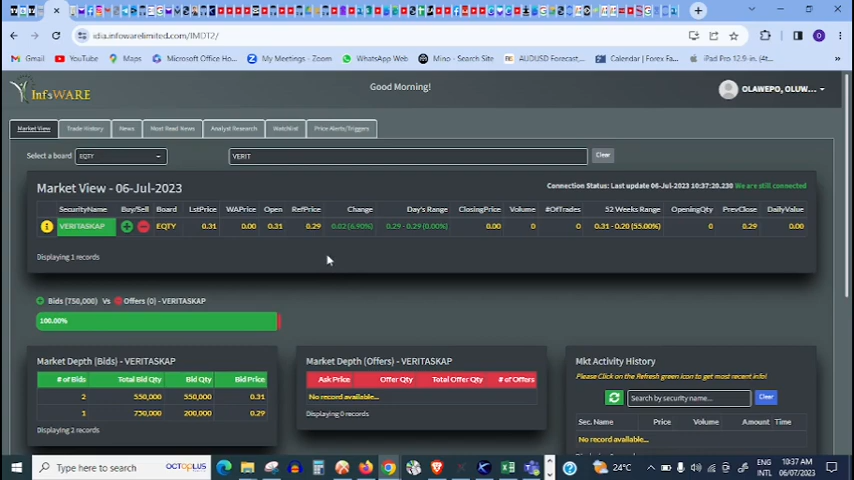 idia.infowarelimited.com/IMDT2/
Gmail YouTube Maps Microsoft Office Ho... My Meetings - Zoom WhatsApp Web Mino - Search Site AUDUSD Forecast,... Calendar | Forex Fa... iPad Pro 12.9 in. (4t...
InfoWARE
Good Morning!
OLAWEPO, OLUW...
Market View Trade History News Most Read News Analyst Research Watchlist Price Alerts/Triggers
Select a board EQTY VERIT Clear
Market View - 06-Jul-2023
Connection Status: Last update 06-Jul-2023 10:37:20.230 We are still connected
SecurityName Buy/Sell Board LstPrice WAPrice Open RefPrice Change Day's Range ClosingPrice Volume #OfTrades 52 Weeks Range OpeningQty PrevClose DailyValue
VERITASKAP EQTY 0.31 0.00 0.31 0.29 0.02 (6.90%) 0.29 - 0.29 (0.00%) 0.00 0 0 0.31 - 0.20 (55.00%) 0 0.29 0.00
Displaying 1 records
Bids (750,000) Vs Offers (0) - VERITASKAP
100.00%
Market Depth (Bids) - VERITASKAP
# of Bids Total Bid Qty Bid Qty Bid Price
2 550,000 550,000 0.31
1 750,000 200,000 0.29
Displaying 2 records
Market Depth (Offers) - VERITASKAP
Ask Price Offer Qty Total Offer Qty # of Offers
No record available...
Displaying 0 records
Mkt Activity History
Please Click on the Refresh green icon to get most recent info!
Search by security name... Clear
Sec. Name Price Volume Amount Time
No record available...
Type here to search OCTOPLUS 24°C ENG INTL 10:37 AM 06/07/2023